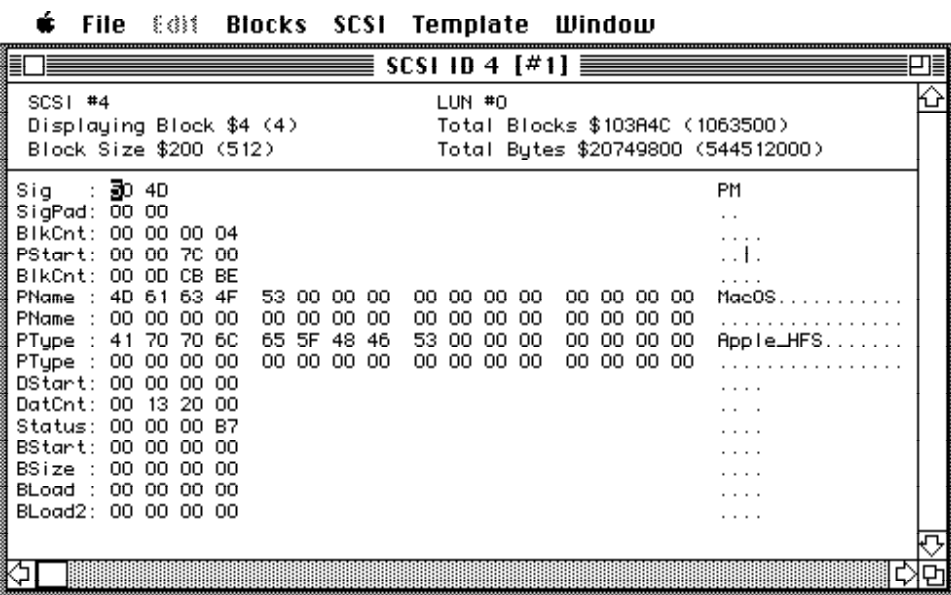 File Edit Blocks SCSI Template Window
SCSI ID 4 [#1]
SCSI #4 LUN #0
Displaying Block $4 (4) Total Blocks $103A4C (1063500)
Block Size $200 (512) Total Bytes $20749800 (544512000)
Sig : 50 4D PM
SigPad: 00 00 ..
BlkCnt: 00 00 00 04 ....
PStart: 00 00 7C 00 ..|.
BlkCnt: 00 0D CB BE ....
PName : 4D 61 63 4F 53 00 00 00 00 00 00 00 00 00 00 00 MacOS...........
PName : 00 00 00 00 00 00 00 00 00 00 00 00 00 00 00 00 ................
PType : 41 70 70 6C 65 5F 48 46 53 00 00 00 00 00 00 00 Apple_HFS.......
PType : 00 00 00 00 00 00 00 00 00 00 00 00 00 00 00 00 ................
DStart: 00 00 00 00 ....
DatCnt: 00 13 20 00 .. .
Status: 00 00 00 B7 ....
BStart: 00 00 00 00 ....
BSize : 00 00 00 00 ....
BLoad : 00 00 00 00 ....
BLoad2: 00 00 00 00 ....